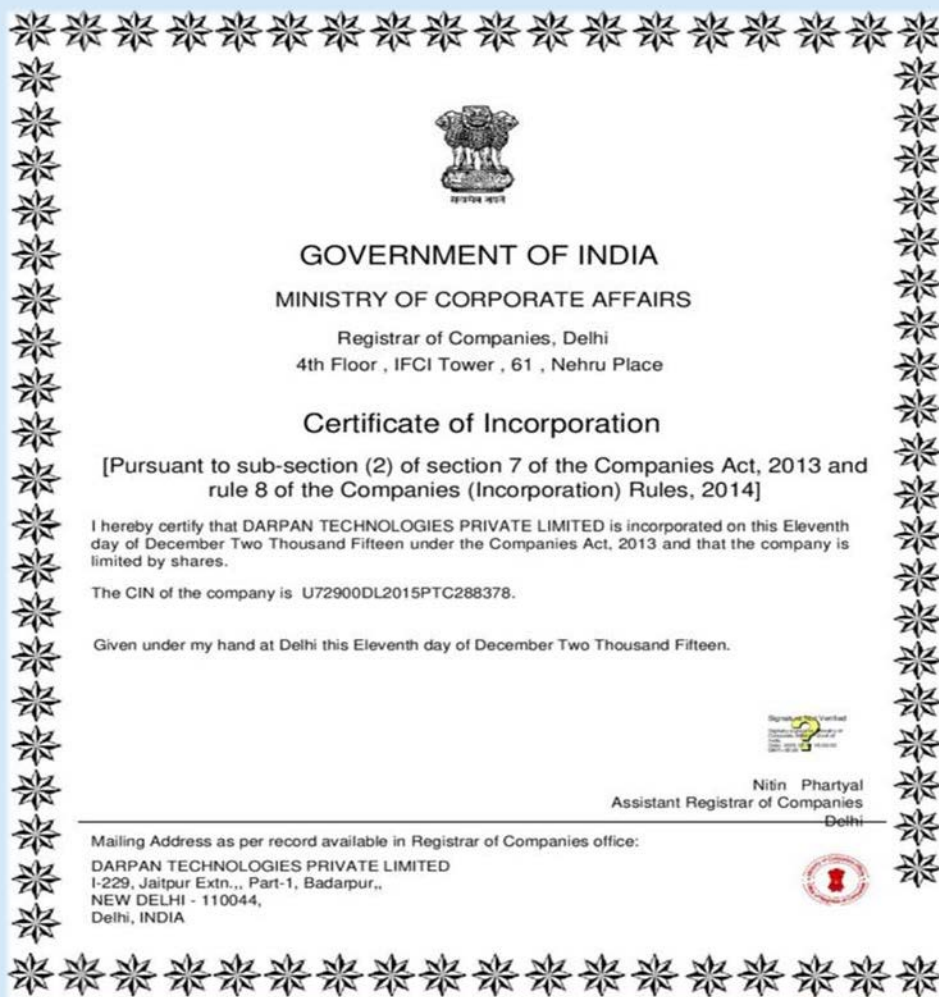 सत्यमेव जयते
GOVERNMENT OF INDIA
MINISTRY OF CORPORATE AFFAIRS
Registrar of Companies, Delhi
4th Floor , IFCI Tower , 61 , Nehru Place
Certificate of Incorporation
[Pursuant to sub-section (2) of section 7 of the Companies Act, 2013 and
rule 8 of the Companies (Incorporation) Rules, 2014]
I hereby certify that DARPAN TECHNOLOGIES PRIVATE LIMITED is incorporated on this Eleventh
day of December Two Thousand Fifteen under the Companies Act, 2013 and that the company is
limited by shares.
The CIN of the company is U72900DL2015PTC288378.
Given under my hand at Delhi this Eleventh day of December Two Thousand Fifteen.
Signature Not Verified
Nitin Phartyal
Assistant Registrar of Companies
Delhi
Mailing Address as per record available in Registrar of Companies office:
DARPAN TECHNOLOGIES PRIVATE LIMITED
I-229, Jaitpur Extn.,, Part-1, Badarpur,,
NEW DELHI - 110044,
Delhi, INDIA